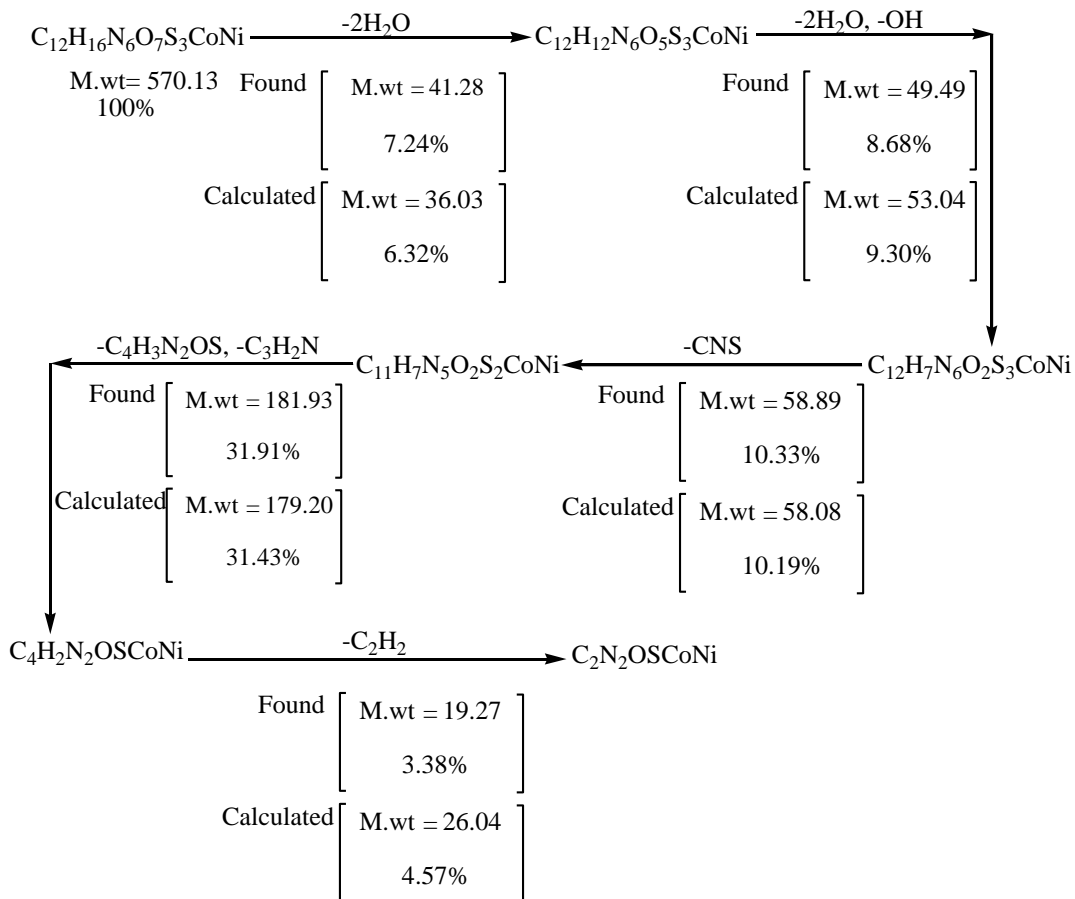 C₁₂H₁₆N₆O₇S₃CoNi -2H₂O C₁₂H₁₂N₆O₅S₃CoNi -2H₂O, -OH
M.wt= 570.13
100%
Found M.wt = 41.28
7.24%
Calculated M.wt = 36.03
6.32%
Found M.wt = 49.49
8.68%
Calculated M.wt = 53.04
9.30%
-C₄H₃N₂OS, -C₃H₂N C₁₁H₇N₅O₂S₂CoNi -CNS C₁₂H₇N₆O₂S₃CoNi
Found M.wt = 58.89
10.33%
Calculated M.wt = 58.08
10.19%
Found M.wt = 181.93
31.91%
Calculated M.wt = 179.20
31.43%
C₄H₂N₂OSCoNi -C₂H₂ C₂N₂OSCoNi
Found M.wt = 19.27
3.38%
Calculated M.wt = 26.04
4.57%